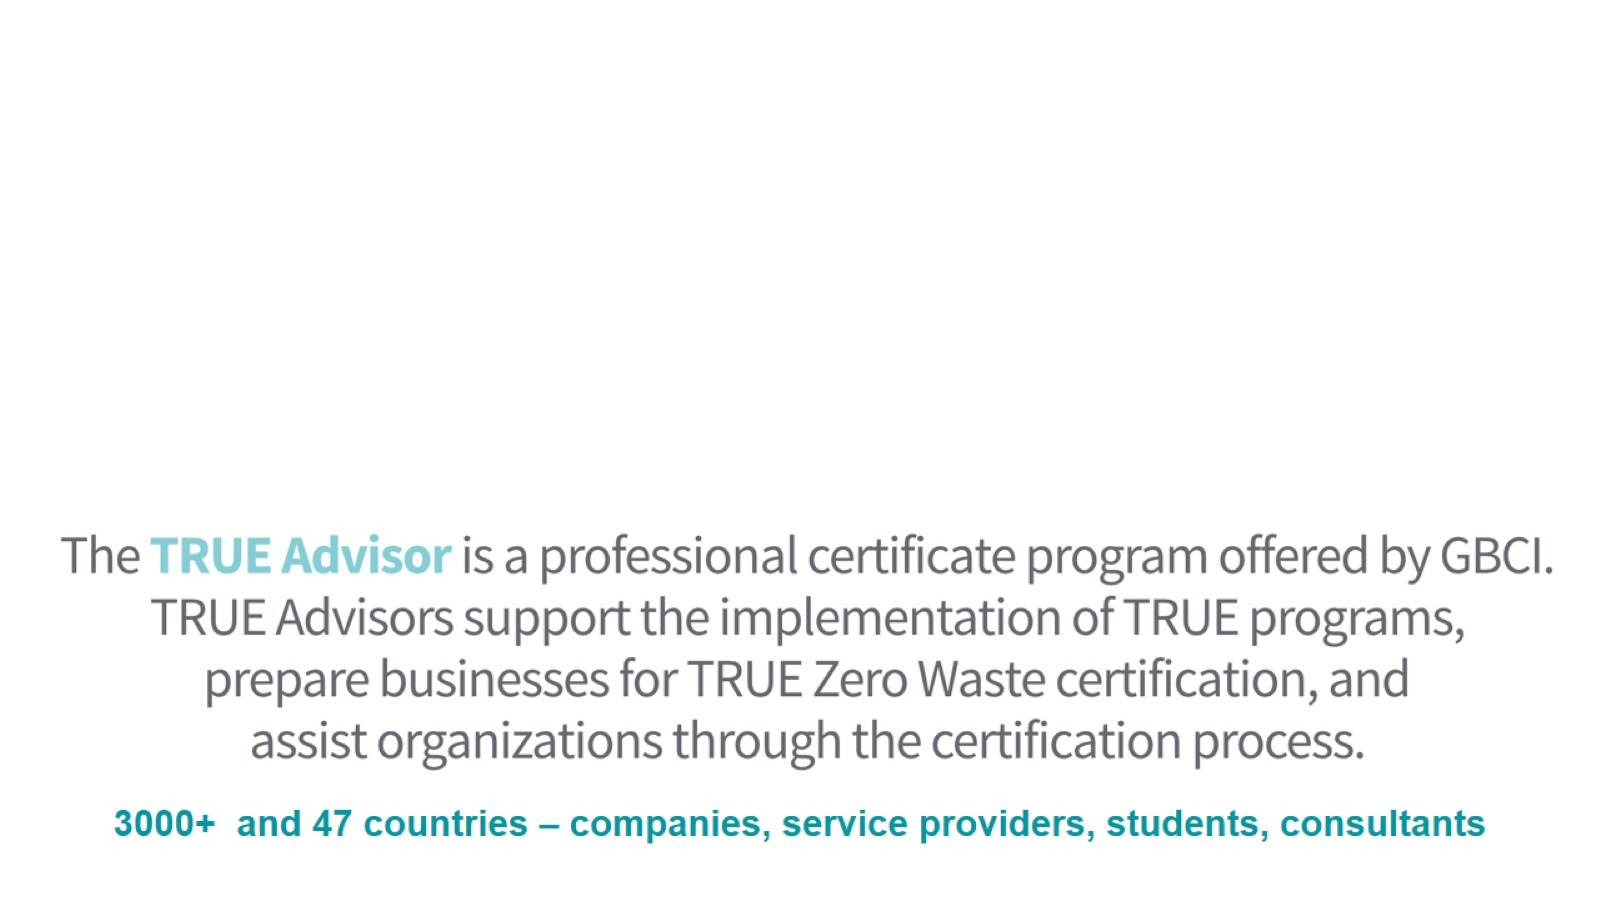 The TRUE Advisor is a professional certificate program offered by GBCI.
TRUE Advisors support the implementation of TRUE programs,
prepare businesses for TRUE Zero Waste certification, and
assist organizations through the certification process.
3000+  and 47 countries – companies, service providers, students, consultants